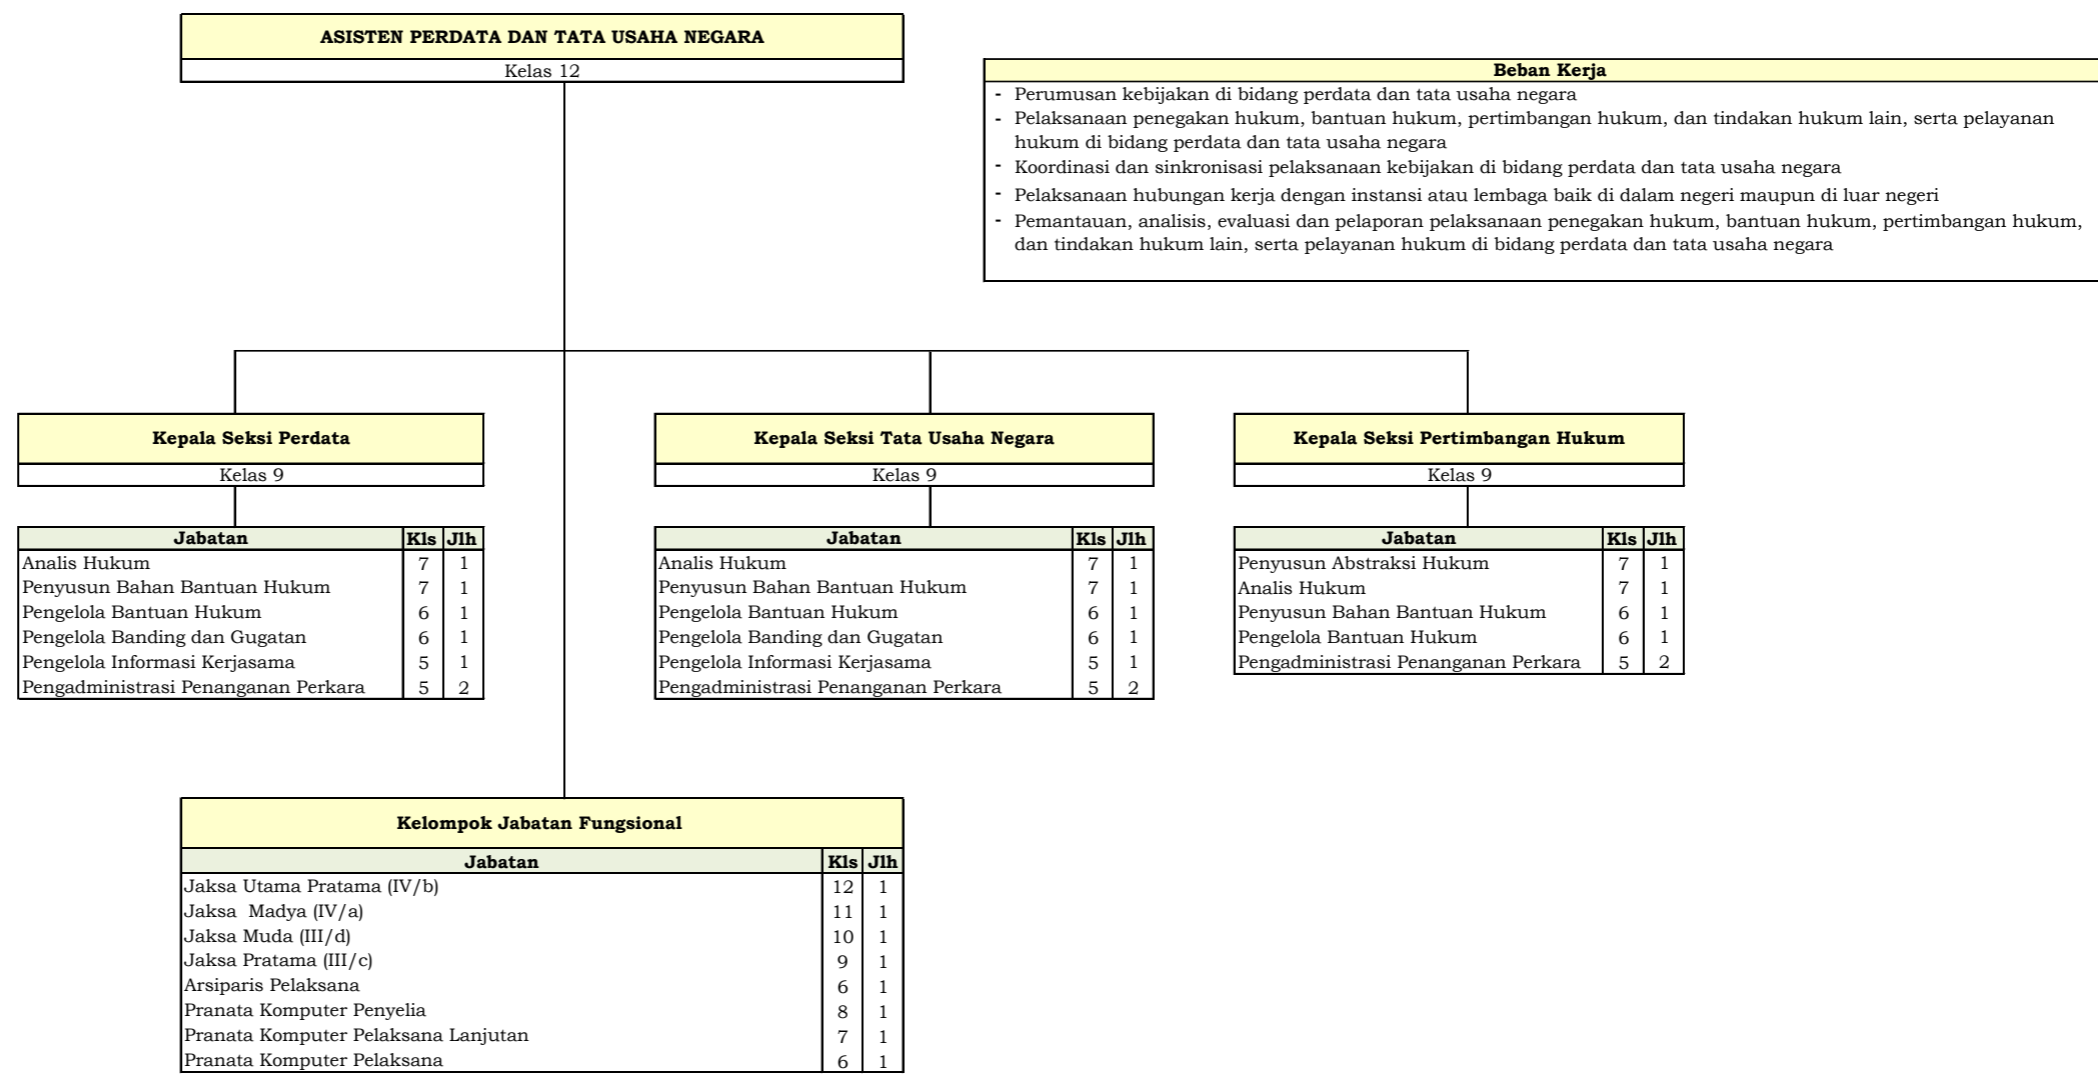 ASISTEN PERDATA DAN TATA USAHA NEGARA
Kelas 12
Beban Kerja
- Perumusan kebijakan di bidang perdata dan tata usaha negara
- Pelaksanaan penegakan hukum, bantuan hukum, pertimbangan hukum, dan tindakan hukum lain, serta pelayanan
hukum di bidang perdata dan tata usaha negara
- Koordinasi dan sinkronisasi pelaksanaan kebijakan di bidang perdata dan tata usaha negara
- Pelaksanaan hubungan kerja dengan instansi atau lembaga baik di dalam negeri maupun di luar negeri
- Pemantauan, analisis, evaluasi dan pelaporan pelaksanaan penegakan hukum, bantuan hukum, pertimbangan hukum,
dan tindakan hukum lain, serta pelayanan hukum di bidang perdata dan tata usaha negara
Kepala Seksi Perdata
Kelas 9
Jabatan Kls Jlh
Analis Hukum 7 1
Penyusun Bahan Bantuan Hukum 7 1
Pengelola Bantuan Hukum 6 1
Pengelola Banding dan Gugatan 6 1
Pengelola Informasi Kerjasama 5 1
Pengadministrasi Penanganan Perkara 5 2
Kepala Seksi Tata Usaha Negara
Kelas 9
Jabatan Kls Jlh
Analis Hukum 7 1
Penyusun Bahan Bantuan Hukum 7 1
Pengelola Bantuan Hukum 6 1
Pengelola Banding dan Gugatan 6 1
Pengelola Informasi Kerjasama 5 1
Pengadministrasi Penanganan Perkara 5 2
Kepala Seksi Pertimbangan Hukum
Kelas 9
Jabatan Kls Jlh
Penyusun Abstraksi Hukum 7 1
Analis Hukum 7 1
Penyusun Bahan Bantuan Hukum 6 1
Pengelola Bantuan Hukum 6 1
Pengadministrasi Penanganan Perkara 5 2
Kelompok Jabatan Fungsional
Jabatan Kls Jlh
Jaksa Utama Pratama (IV/b) 12 1
Jaksa Madya (IV/a) 11 1
Jaksa Muda (III/d) 10 1
Jaksa Pratama (III/c) 9 1
Arsiparis Pelaksana 6 1
Pranata Komputer Penyelia 8 1
Pranata Komputer Pelaksana Lanjutan 7 1
Pranata Komputer Pelaksana 6 1